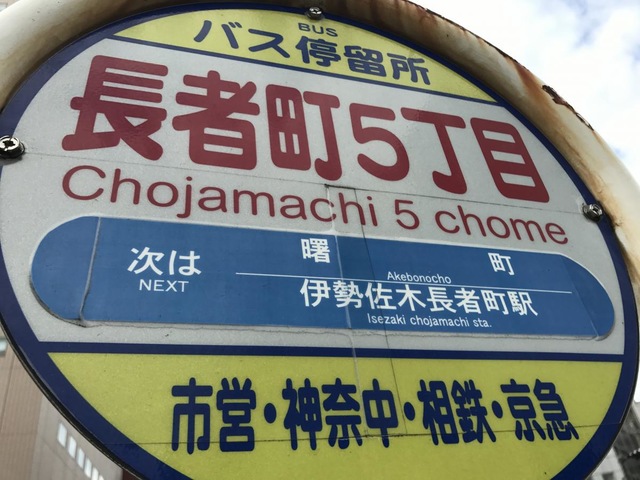 BUS
バス停留所
長者町5丁目
Chojamachi 5 chome
次は
NEXT
曙町
Akebonocho
伊勢佐木長者町駅
Isezaki chojamachi sta.
市営・神奈中・相鉄・京急